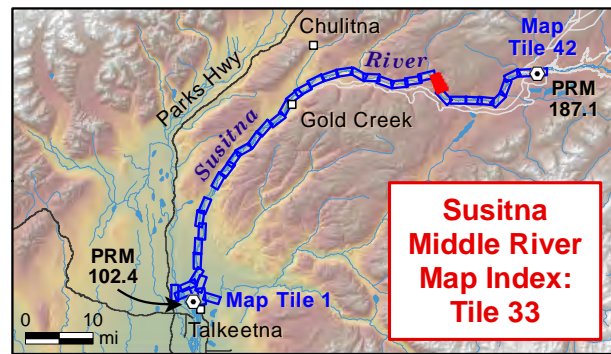 Chulitna
Map
Tile 42
River
Parks Hwy
PRM
187.1
Gold Creek
Susitna
PRM
102.4
Map Tile 1
Talkeetna
0 10
mi
Susitna
Middle River
Map Index:
Tile 33